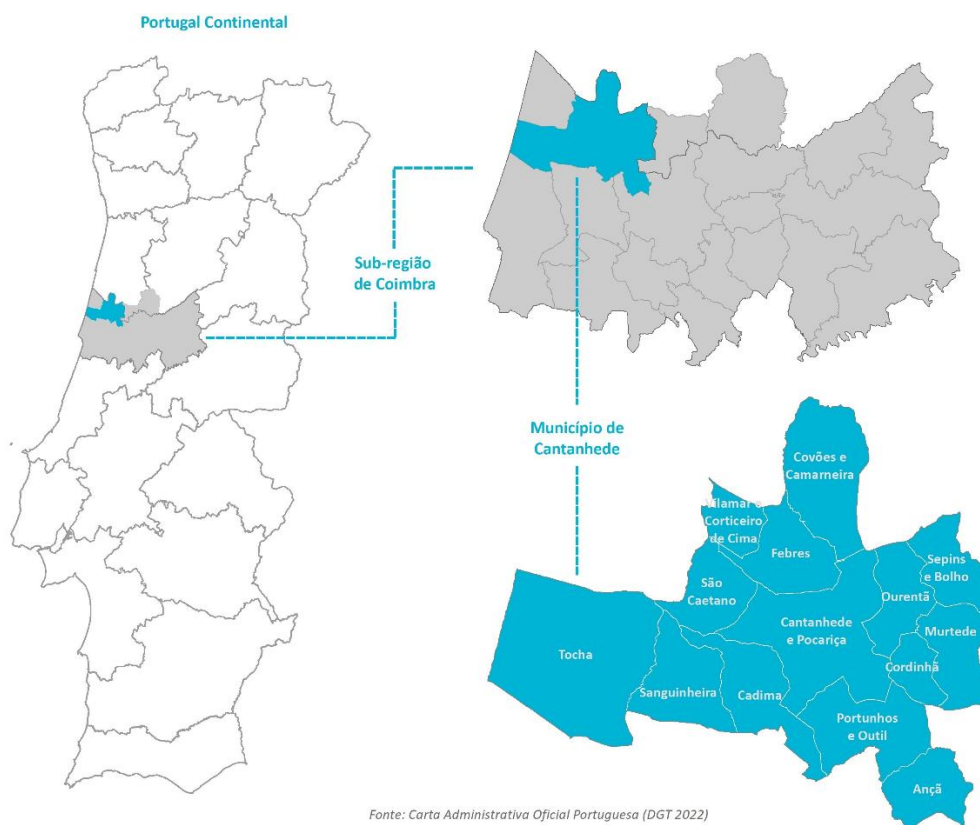 Portugal Continental
Sub-região
de Coimbra
Município de
Cantanhede
Covões e
Camarneira
Vilamar e
Corticeiro
de Cima
Febres
Sepins
e Bolho
São
Caetano
Ourentã
Cantanhede
e Pocariça
Murtede
Tocha
Cordinhã
Sanguinheira
Cadima
Portunhos
e Outil
Ançã
Fonte: Carta Administrativa Oficial Portuguesa (DGT 2022)